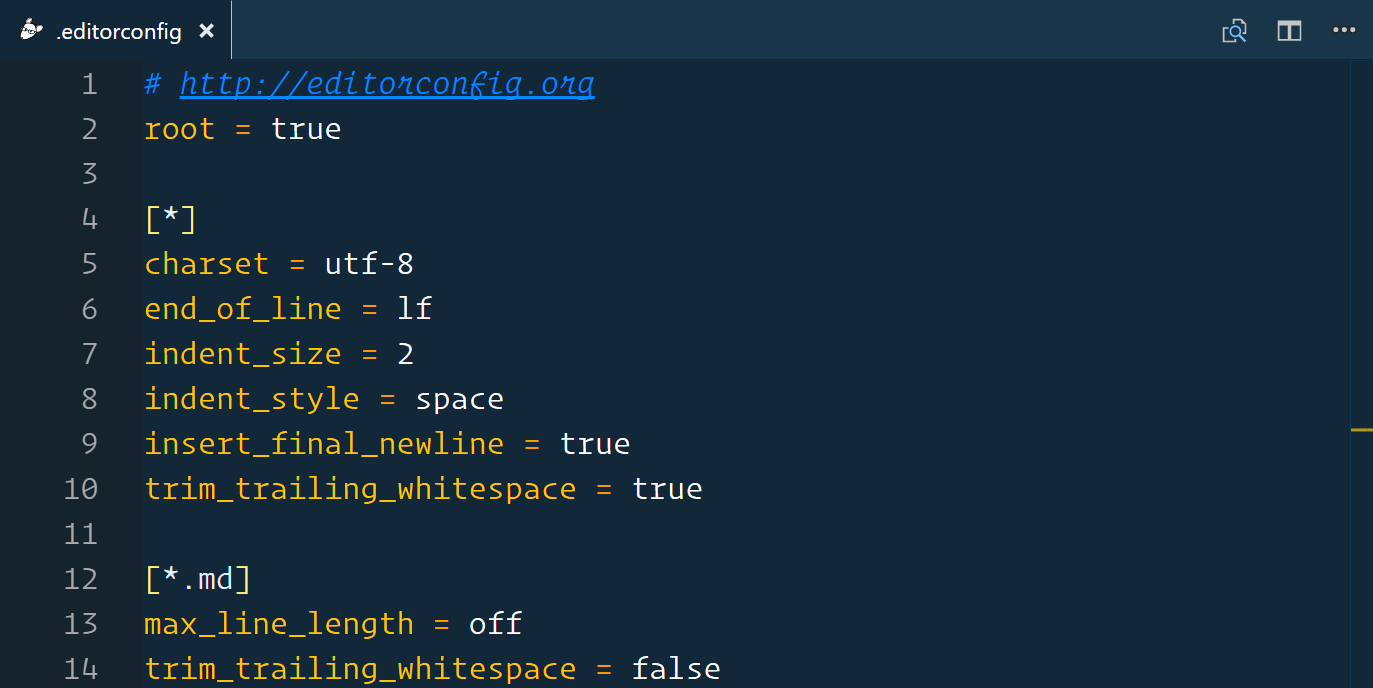 .editorconfig ×
1 # http://editorconfig.org
2 root = true
3
4 [*]
5 charset = utf-8
6 end_of_line = lf
7 indent_size = 2
8 indent_style = space
9 insert_final_newline = true
10 trim_trailing_whitespace = true
11
12 [*.md]
13 max_line_length = off
14 trim_trailing_whitespace = false